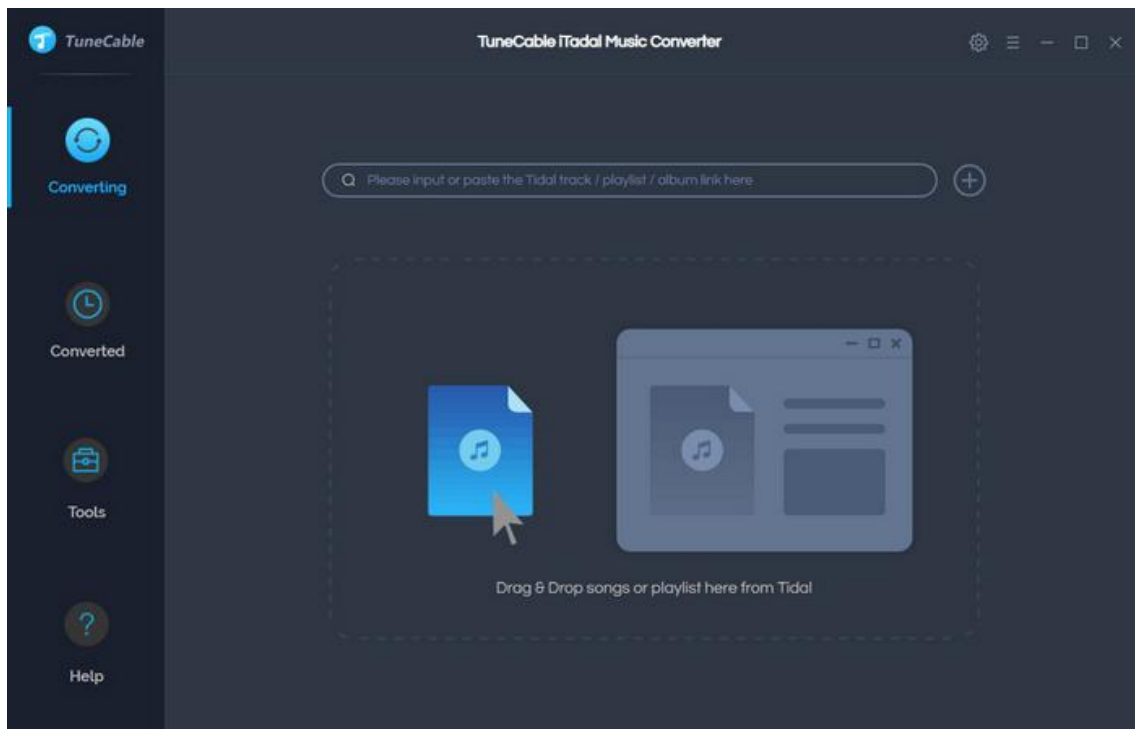 TuneCable
TuneCable iTadal Music Converter
Converting
Please input or paste the Tidal track / playlist / album link here
Converted
Tools
Drag & Drop songs or playlist here from Tidal
?
Help